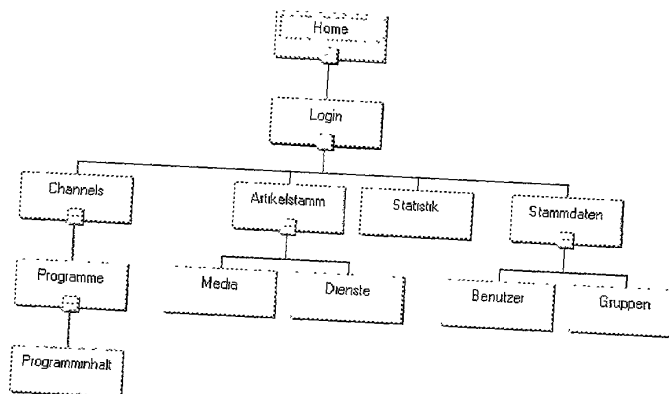 Home
Login
Channels
Artikelstamm
Statistik
Stammdaten
Programme
Media
Dienste
Benutzer
Gruppen
Programminhalt